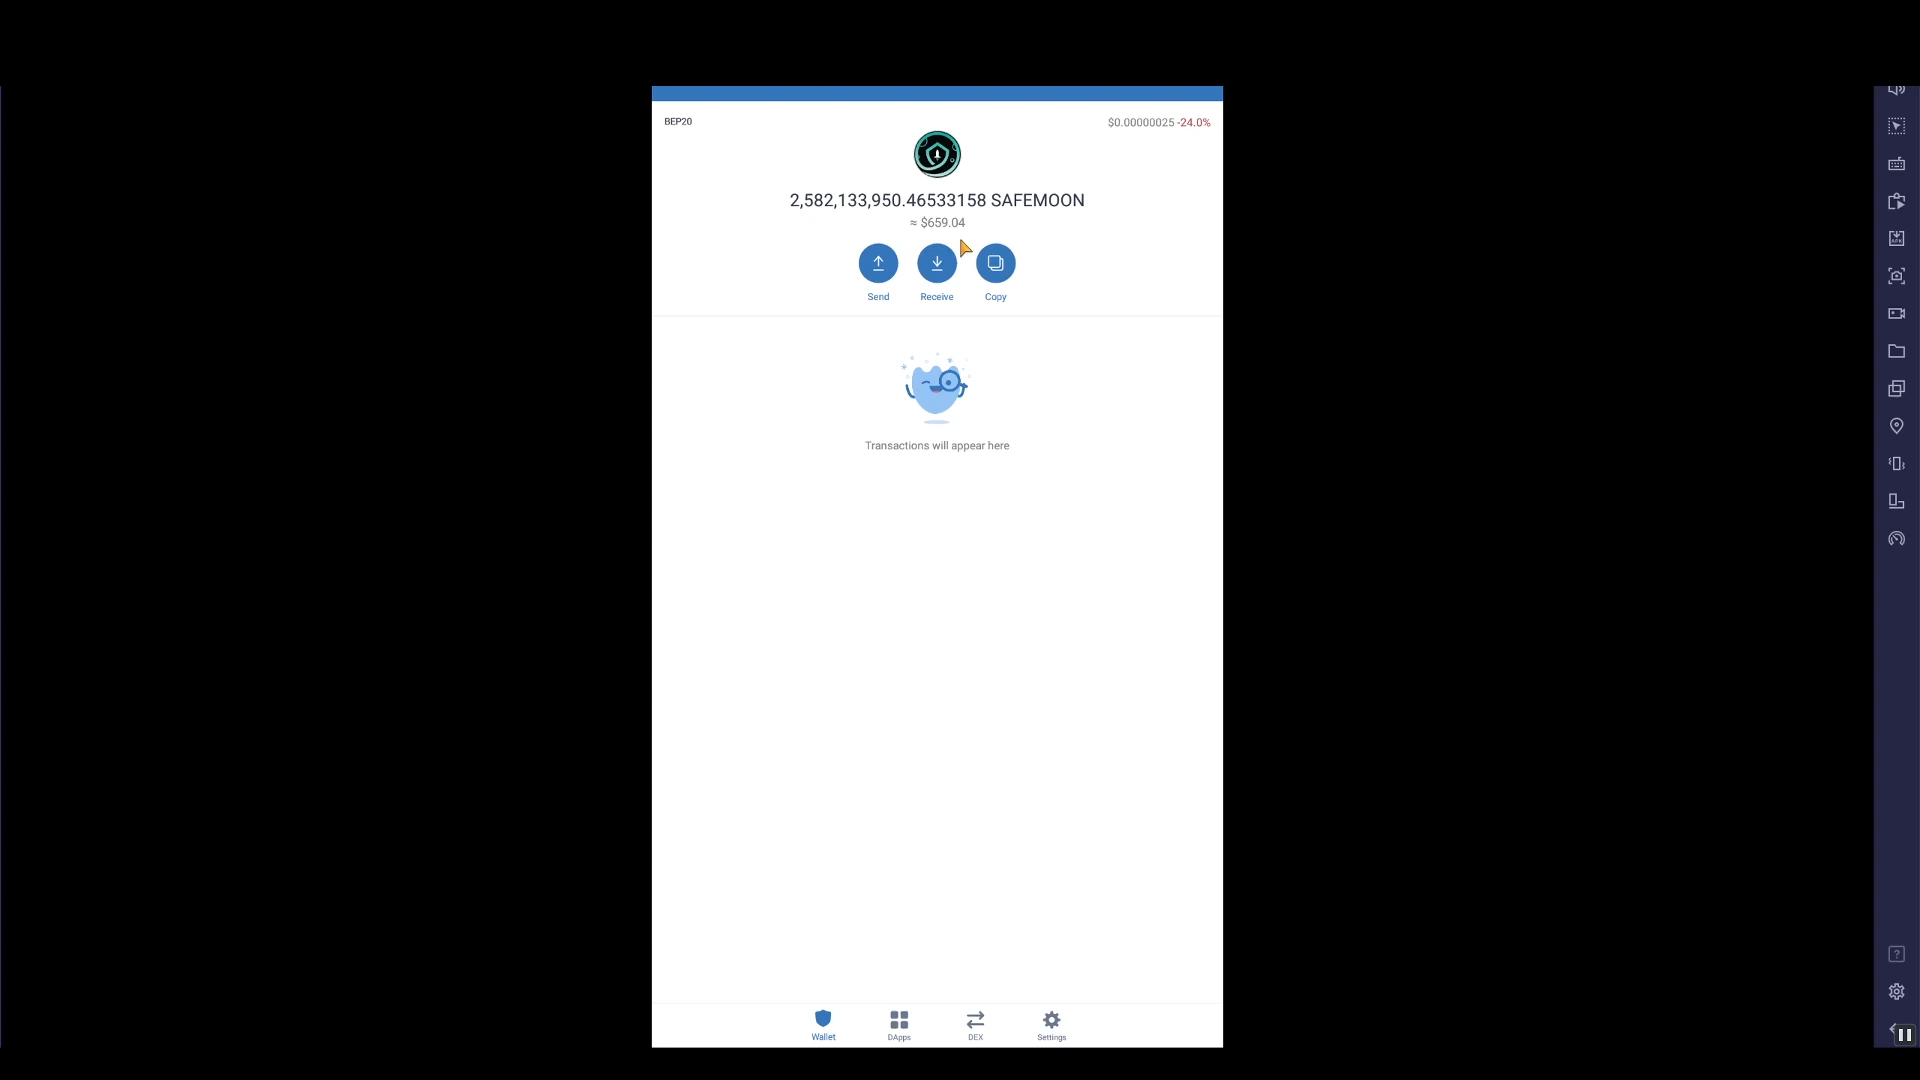 BEP20
$0.00000025 -24.0%
2,582,133,950.46533158 SAFEMOON
≈ $659.04
Send
Receive
Copy
Transactions will appear here
Wallet
DApps
DEX
Settings